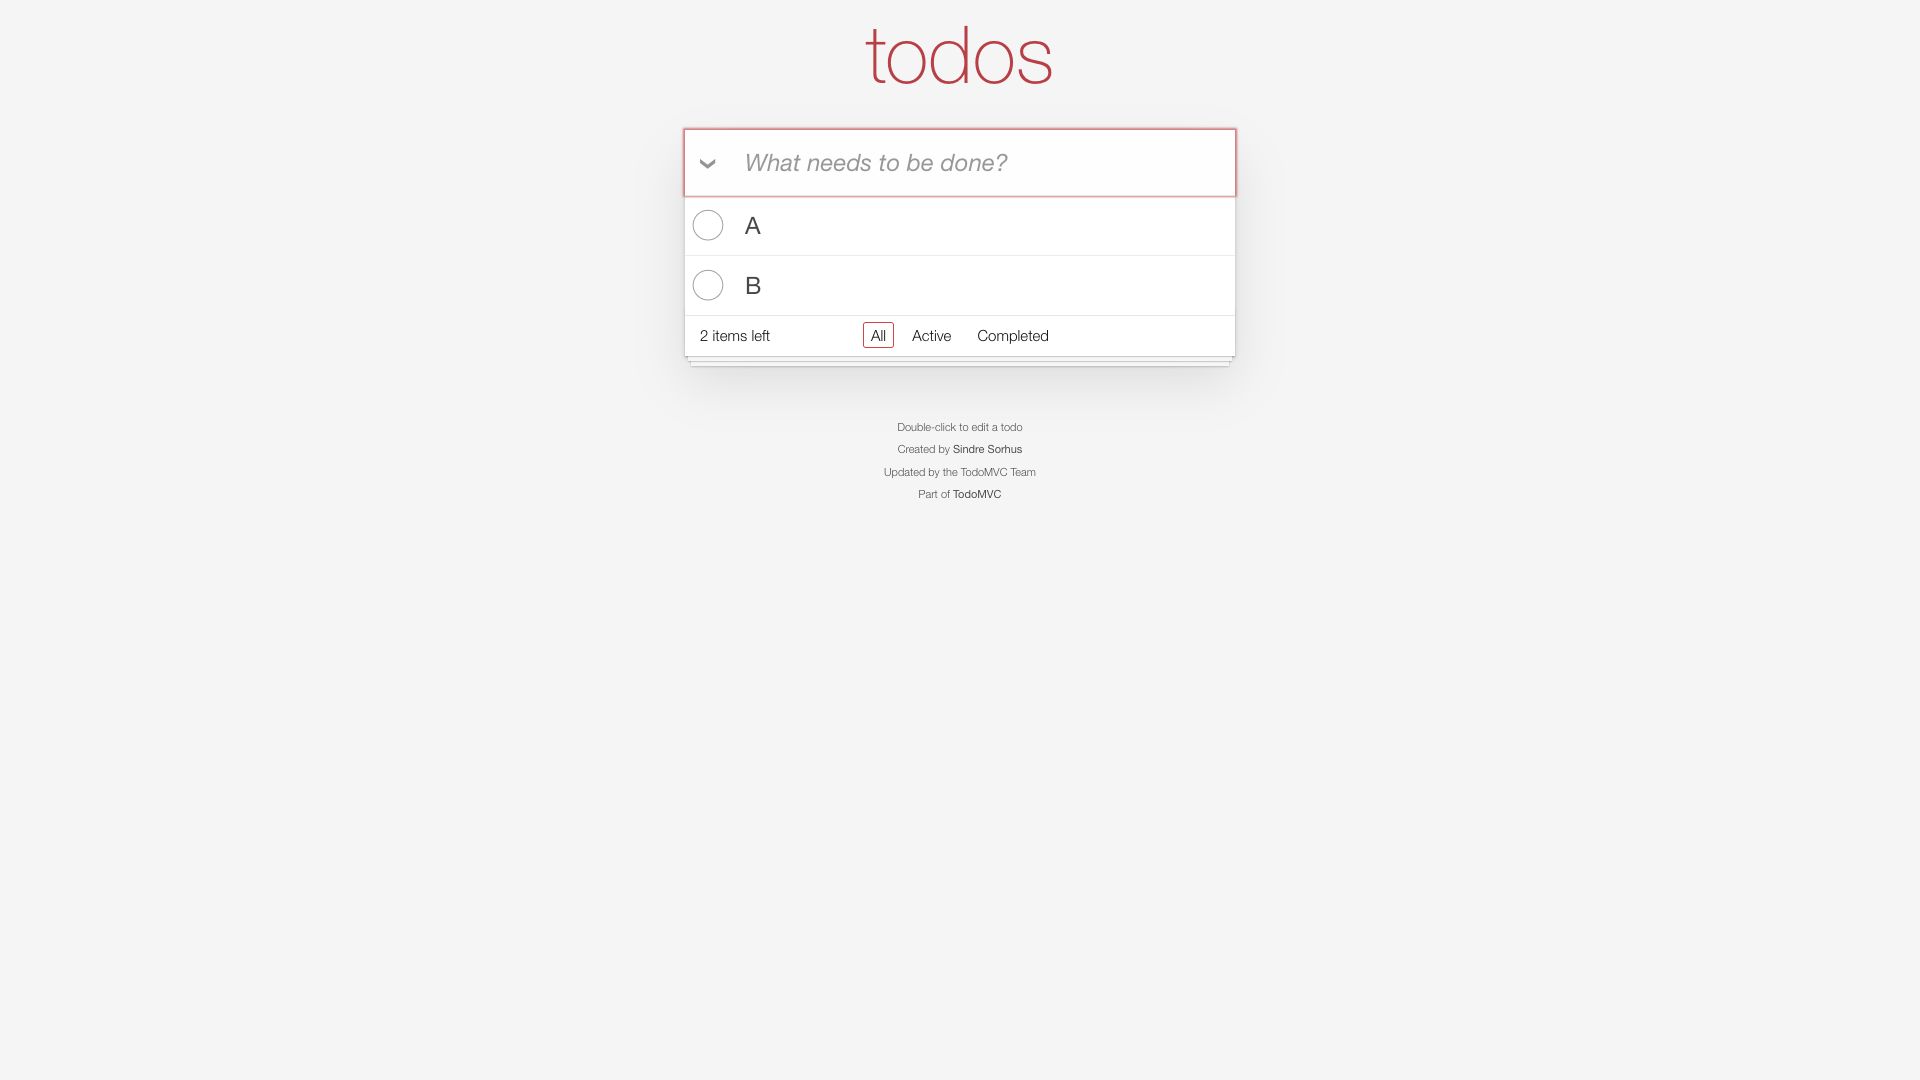 todos
What needs to be done?
A
B
2 items left All Active Completed
Double-click to edit a todo
Created by Sindre Sorhus
Updated by the TodoMVC Team
Part of TodoMVC